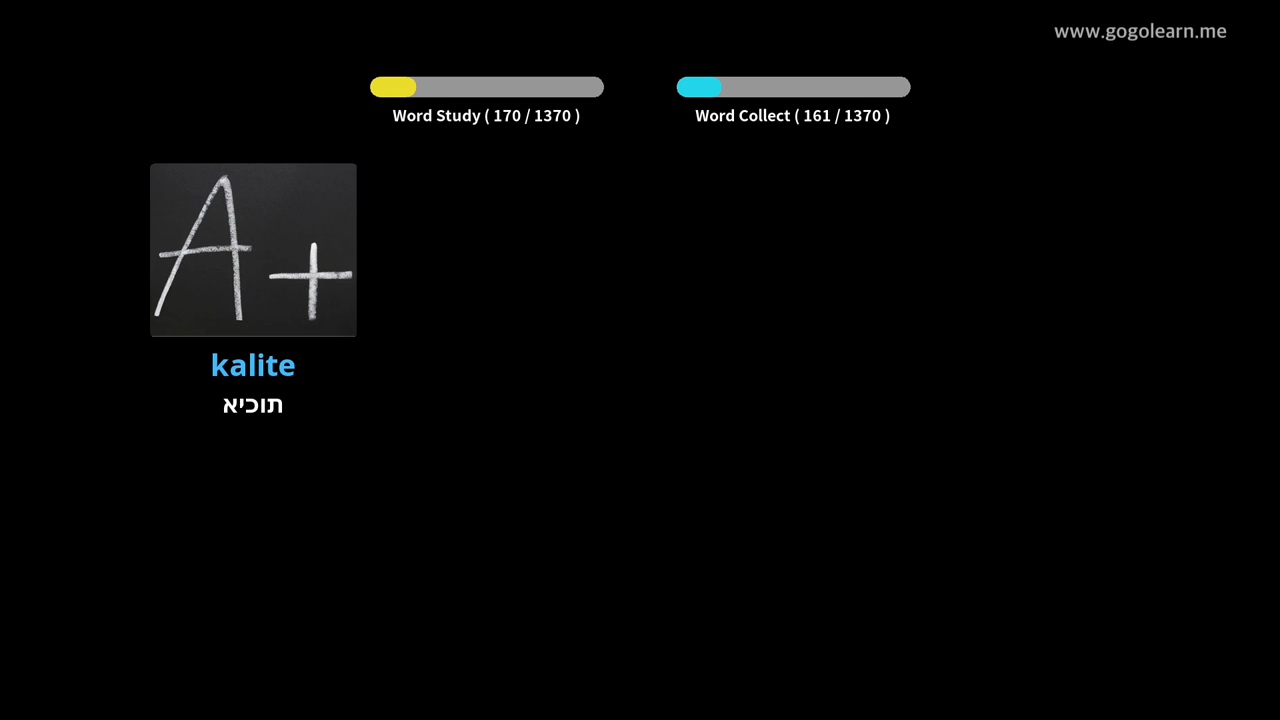 www.gogolearn.me
Word Study ( 170 / 1370 )
Word Collect ( 161 / 1370 )
A+
kalite
תוכיא